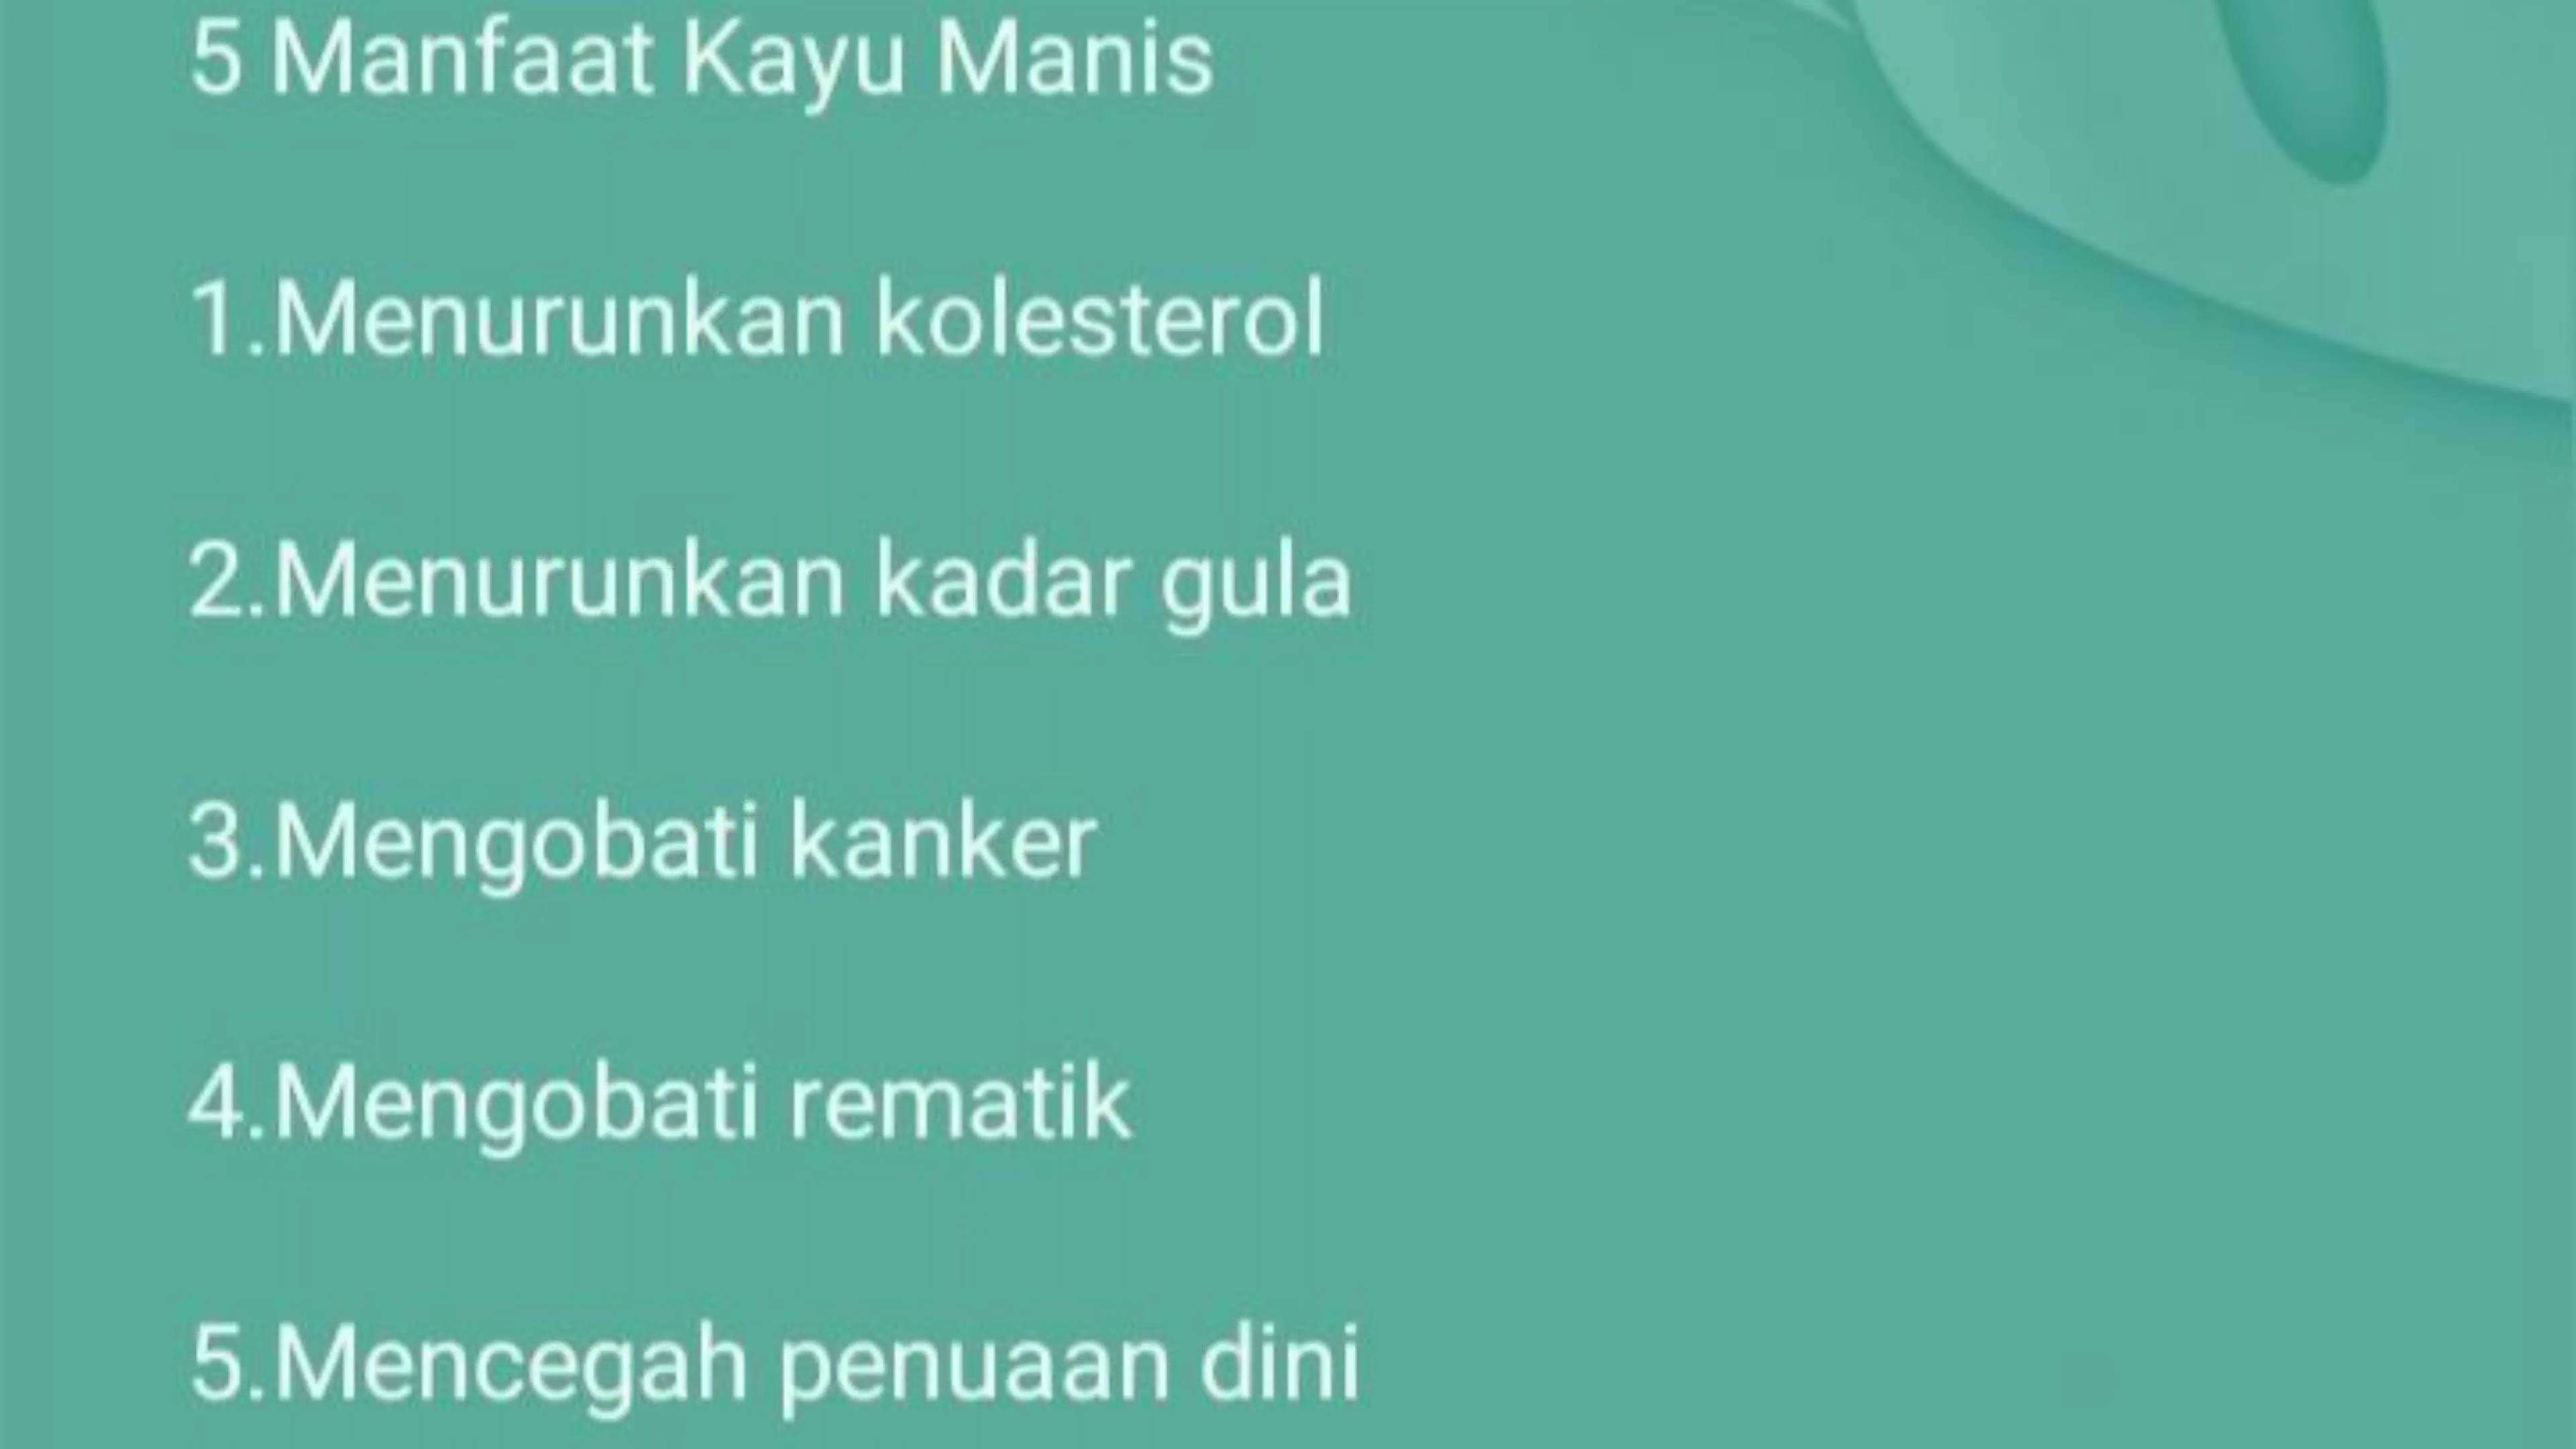 5 Manfaat Kayu Manis
1.Menurunkan kolesterol
2.Menurunkan kadar gula
3.Mengobati kanker
4.Mengobati rematik
5.Mencegah penuaan dini